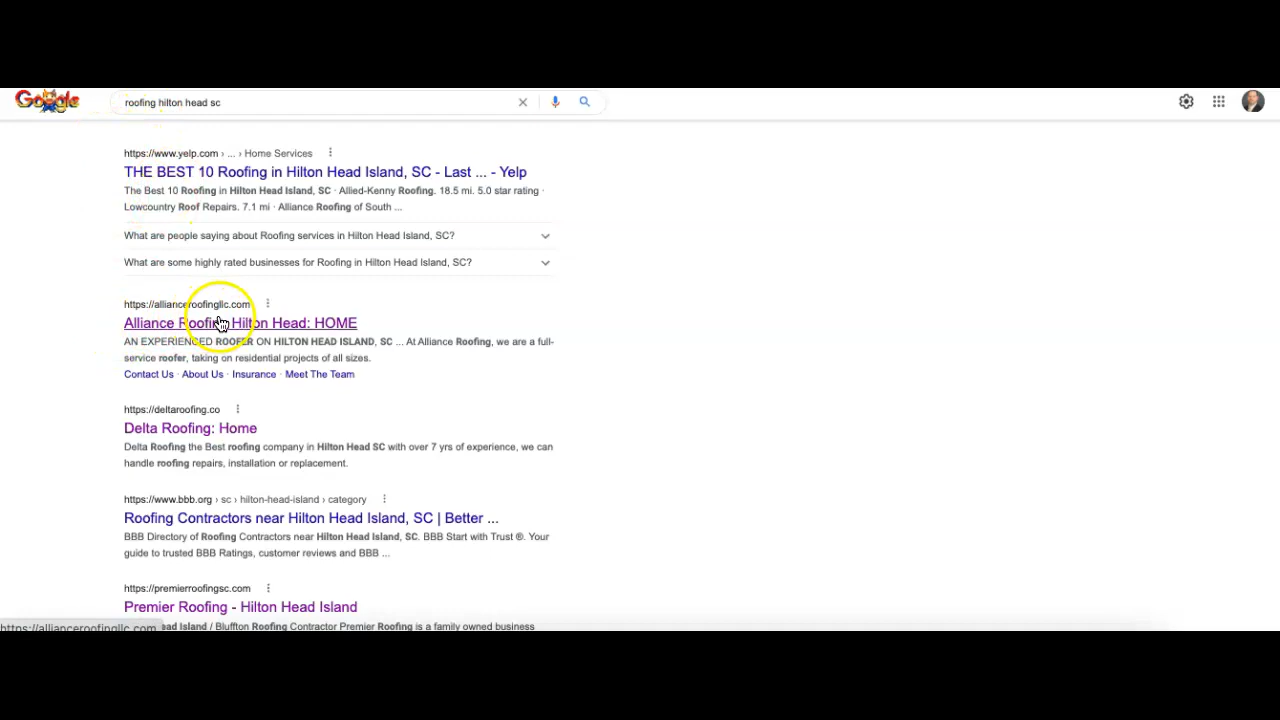 Google
roofing hilton head sc
https://www.yelp.com › ... › Home Services
THE BEST 10 Roofing in Hilton Head Island, SC - Last ... - Yelp
The Best 10 Roofing in Hilton Head Island, SC · Allied-Kenny Roofing. 18.5 mi. 5.0 star rating ·
Lowcountry Roof Repairs. 7.1 mi · Alliance Roofing of South ...
What are people saying about Roofing services in Hilton Head Island, SC?
What are some highly rated businesses for Roofing in Hilton Head Island, SC?
https://allianceroofingllc.com
Alliance Roofing Hilton Head: HOME
AN EXPERIENCED ROOFER ON HILTON HEAD ISLAND, SC ... At Alliance Roofing, we are a full-
service roofer, taking on residential projects of all sizes.
Contact Us · About Us · Insurance · Meet The Team
https://deltaroofing.co
Delta Roofing: Home
Delta Roofing the Best roofing company in Hilton Head SC with over 7 yrs of experience, we can
handle roofing repairs, installation or replacement.
https://www.bbb.org › sc › hilton-head-island › category
Roofing Contractors near Hilton Head Island, SC | Better ...
BBB Directory of Roofing Contractors near Hilton Head Island, SC. BBB Start with Trust ®. Your
guide to trusted BBB Ratings, customer reviews and BBB ...
https://premierroofingsc.com
Premier Roofing - Hilton Head Island
ead Island / Bluffton Roofing Contractor Premier Roofing is a family owned business
https://allianceroofingllc.com